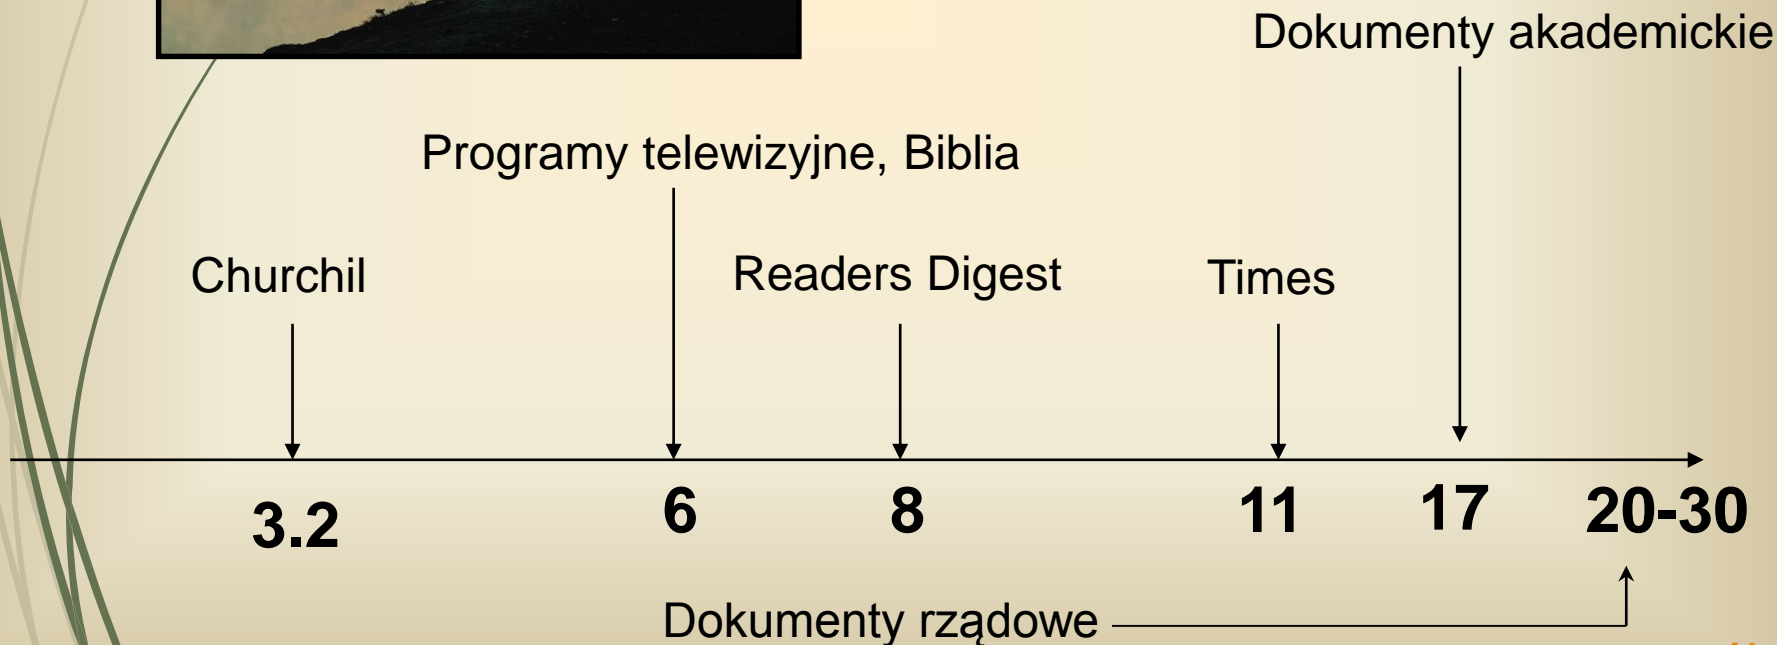 Dokumenty akademickie
Programy telewizyjne, Biblia
Churchil
Readers Digest
Times
3.2
6
8
11
17
20-30
Dokumenty rządowe